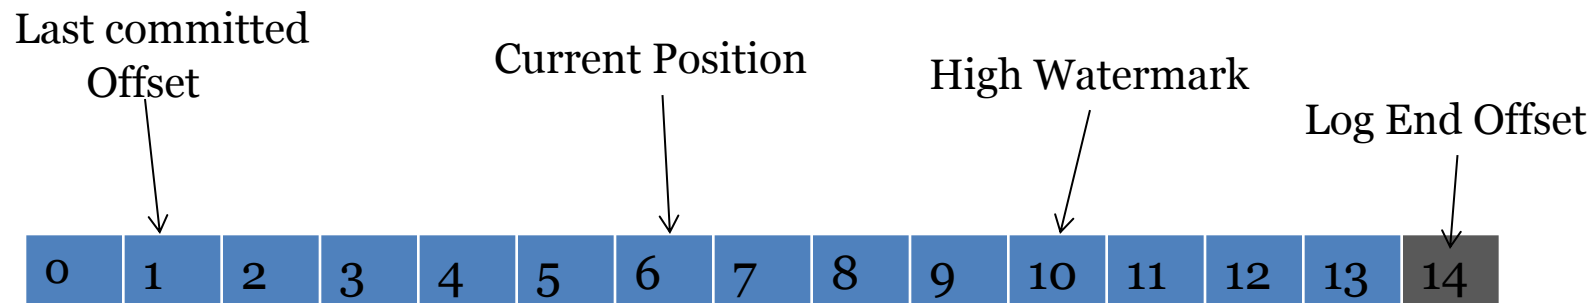 Last committed
Offset
Current Position
High Watermark
Log End Offset
0 1 2 3 4 5 6 7 8 9 10 11 12 13 14